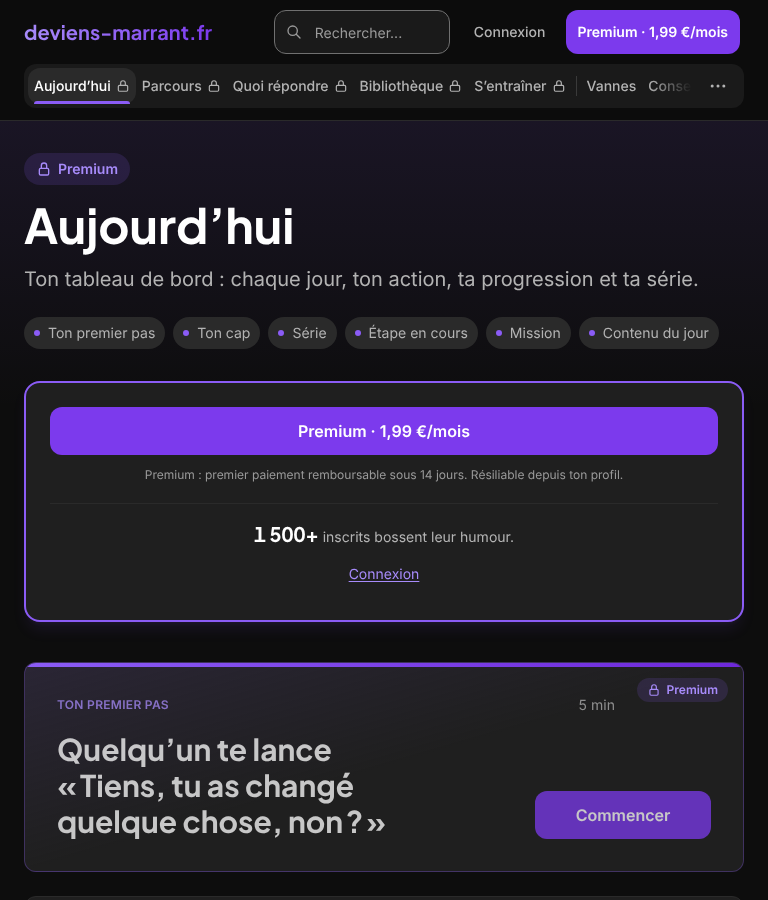 deviens-marrant.fr
Rechercher...
Connexion
Premium · 1,99 €/mois
Aujourd’hui
Parcours
Quoi répondre
Bibliothèque
S’entraîner
Vannes
Conse
Premium
Aujourd’hui
Ton tableau de bord : chaque jour, ton action, ta progression et ta série.
Ton premier pas
Ton cap
Série
Étape en cours
Mission
Contenu du jour
Premium · 1,99 €/mois
Premium : premier paiement remboursable sous 14 jours. Résiliable depuis ton profil.
1 500+ inscrits bossent leur humour.
Connexion
TON PREMIER PAS
5 min
Premium
Quelqu’un te lance
« Tiens, tu as changé
quelque chose, non ? »
Commencer